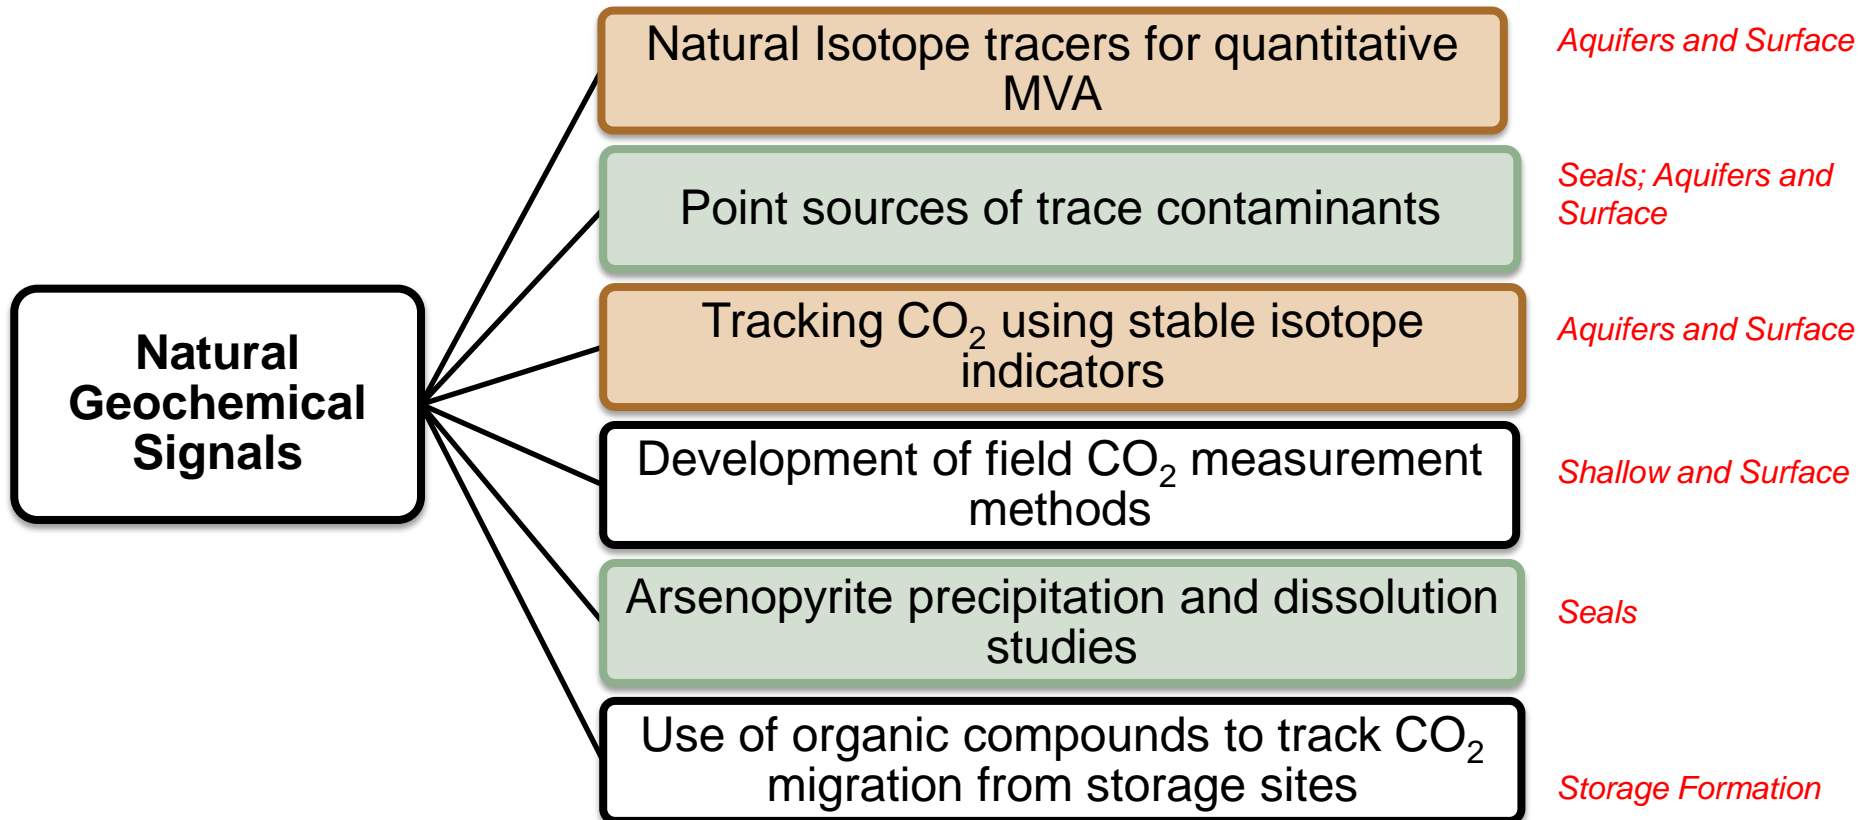 Natural Isotope tracers for quantitative
MVA
Aquifers and Surface
Point sources of trace contaminants
Seals; Aquifers and
Surface
Natural
Geochemical
Signals
Tracking CO₂ using stable isotope
indicators
Aquifers and Surface
Development of field CO₂ measurement
methods
Shallow and Surface
Arsenopyrite precipitation and dissolution
studies
Seals
Use of organic compounds to track CO₂
migration from storage sites
Storage Formation